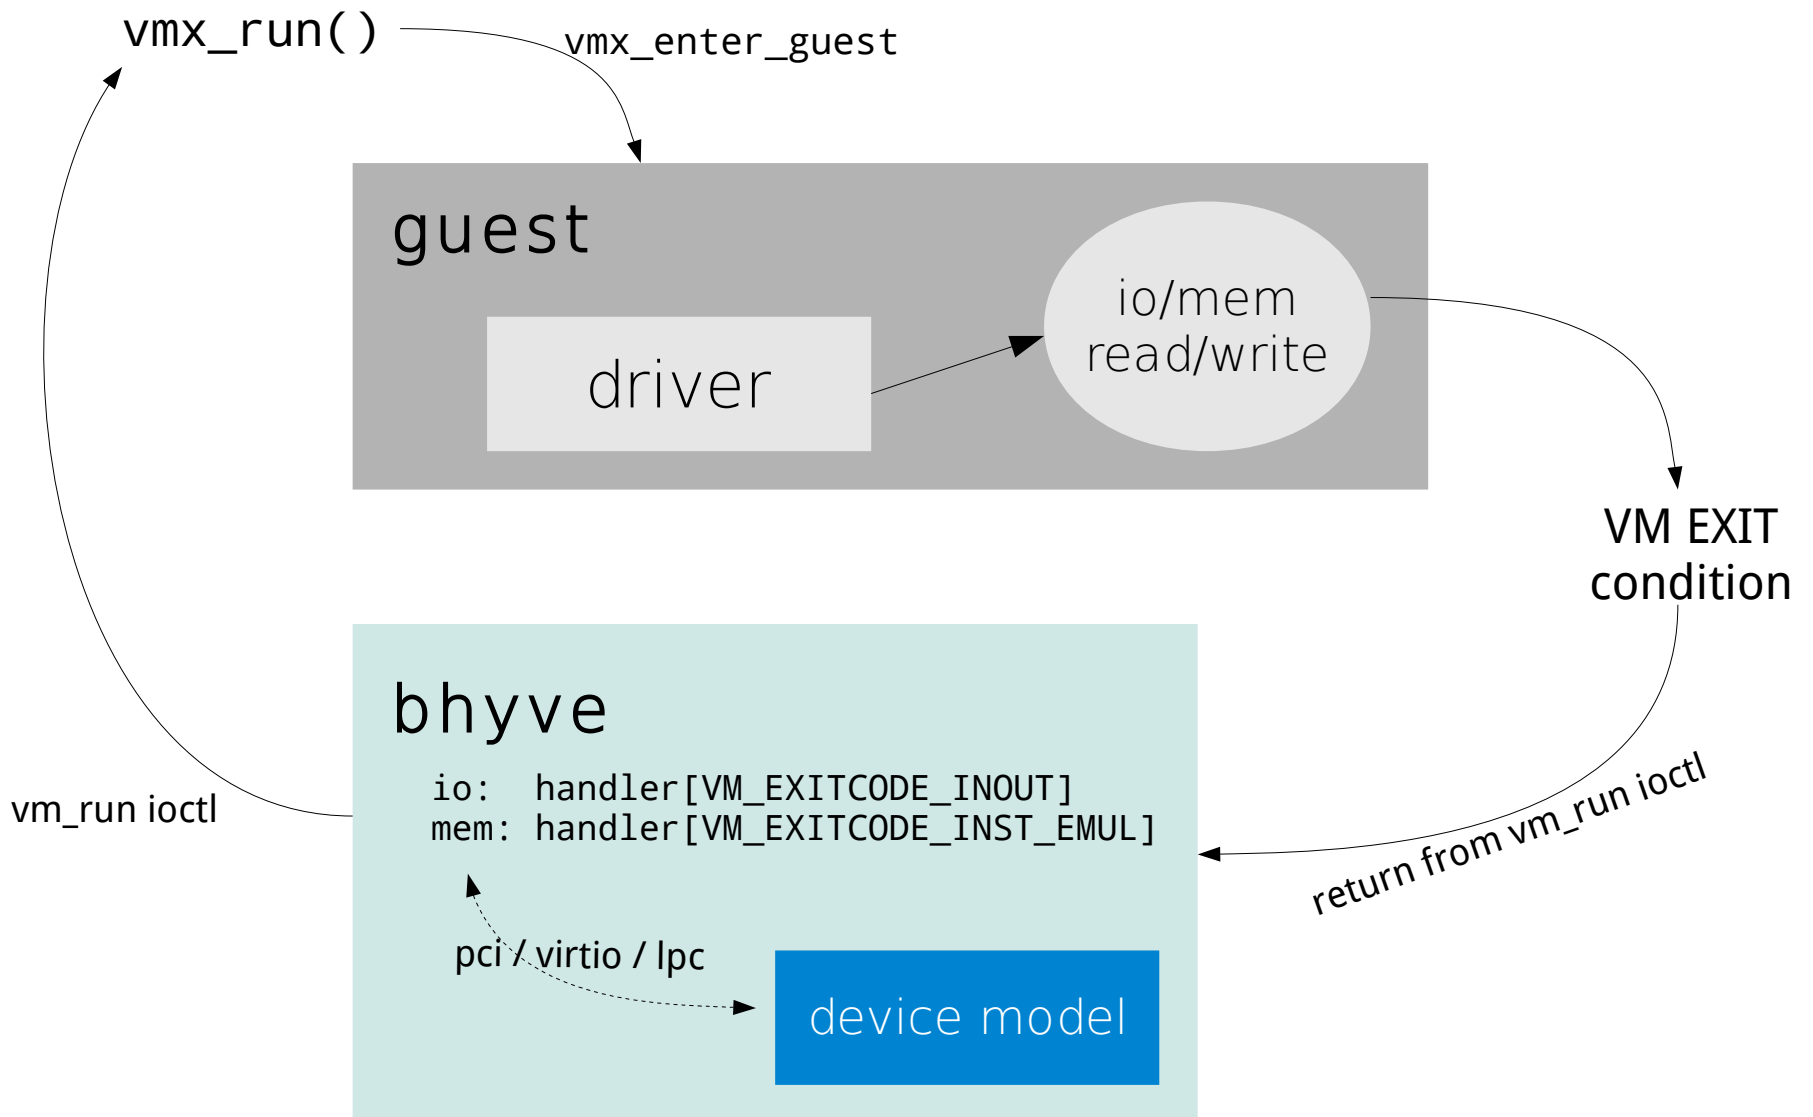 vmx_run()
vmx_enter_guest
guest
io/mem
read/write
driver
VM EXIT
condition
bhyve
io:  handler[VM_EXITCODE_INOUT]
mem: handler[VM_EXITCODE_INST_EMUL]
vm_run ioctl
return from vm_run ioctl
pci / virtio / lpc
device model